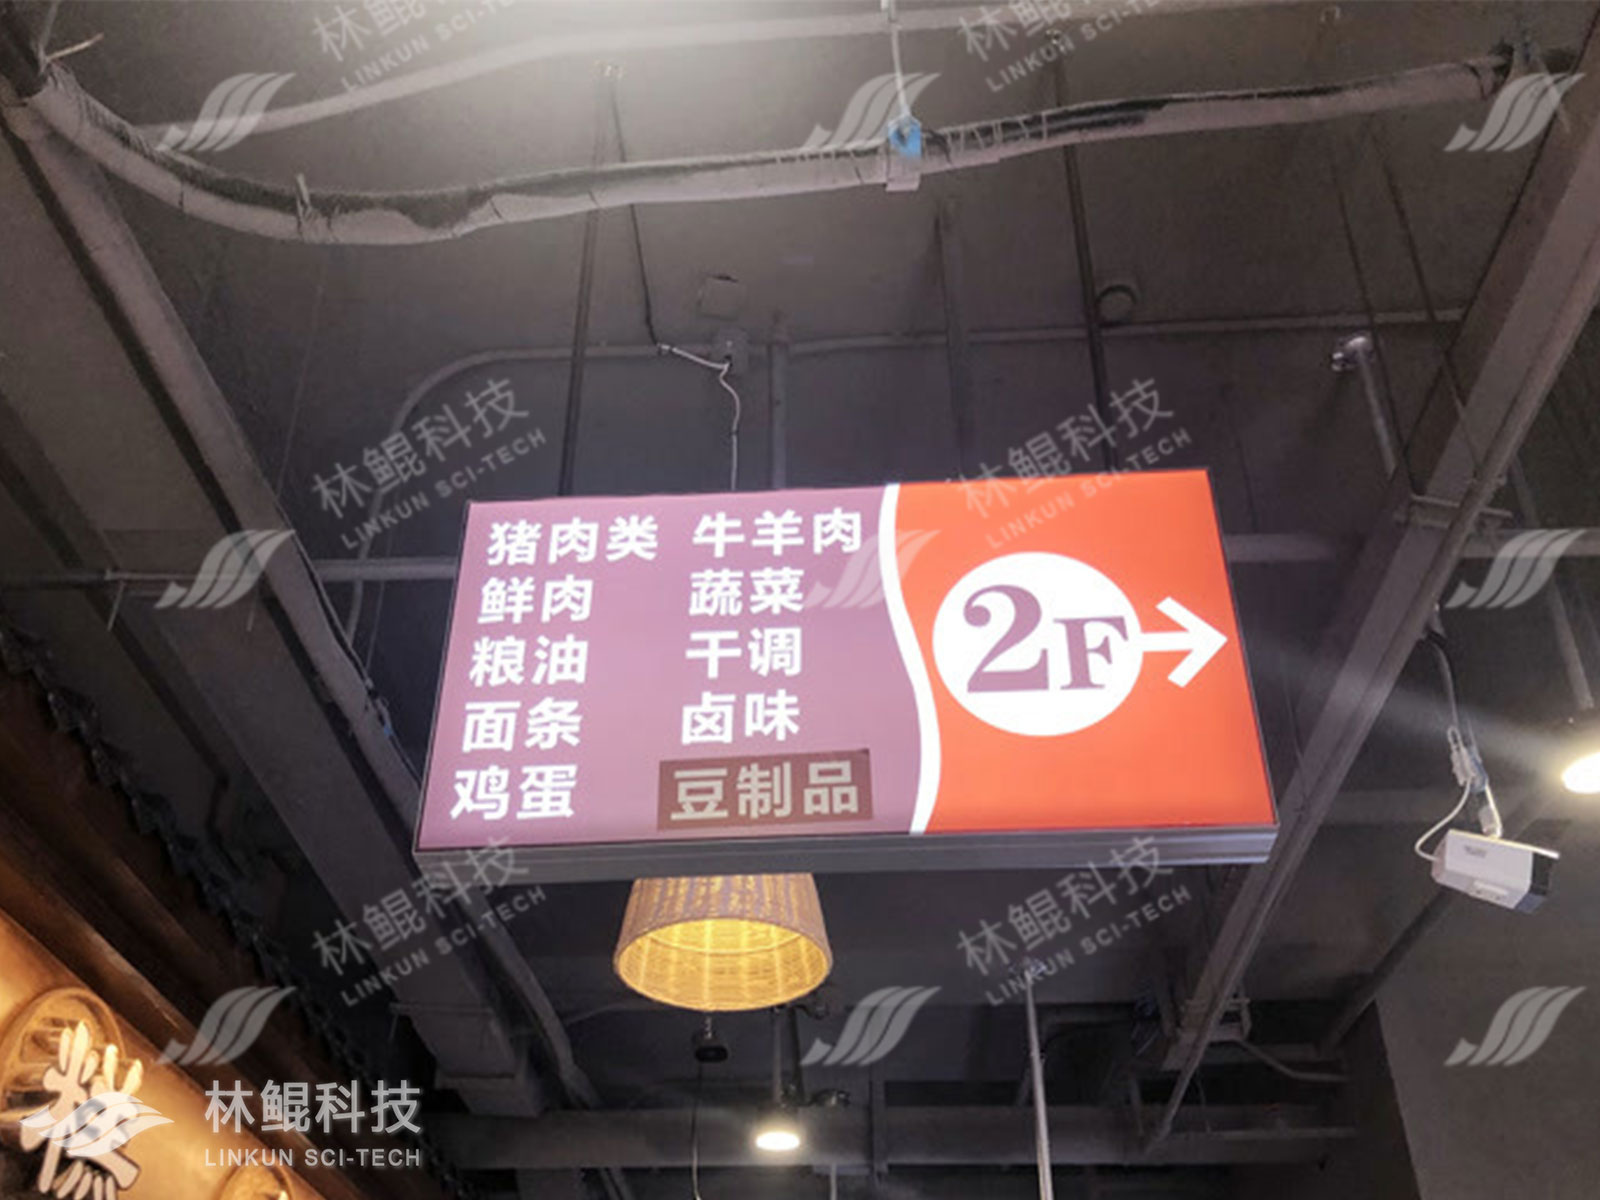 猪肉类 牛羊肉
鲜肉 蔬菜
粮油 干调
面条 卤味
鸡蛋 豆制品
2F
林鲲科技
LINKUN SCI-TECH